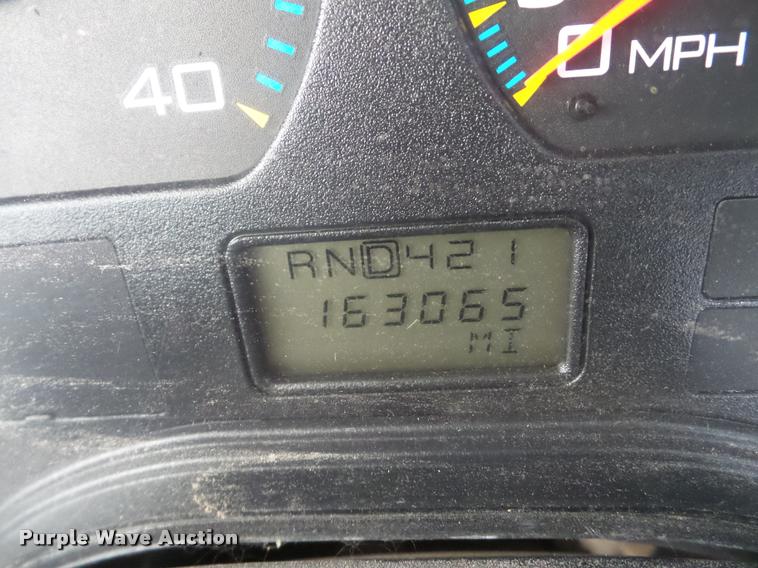 40
0 MPH
RND421
163065
MI
Purple Wave Auction